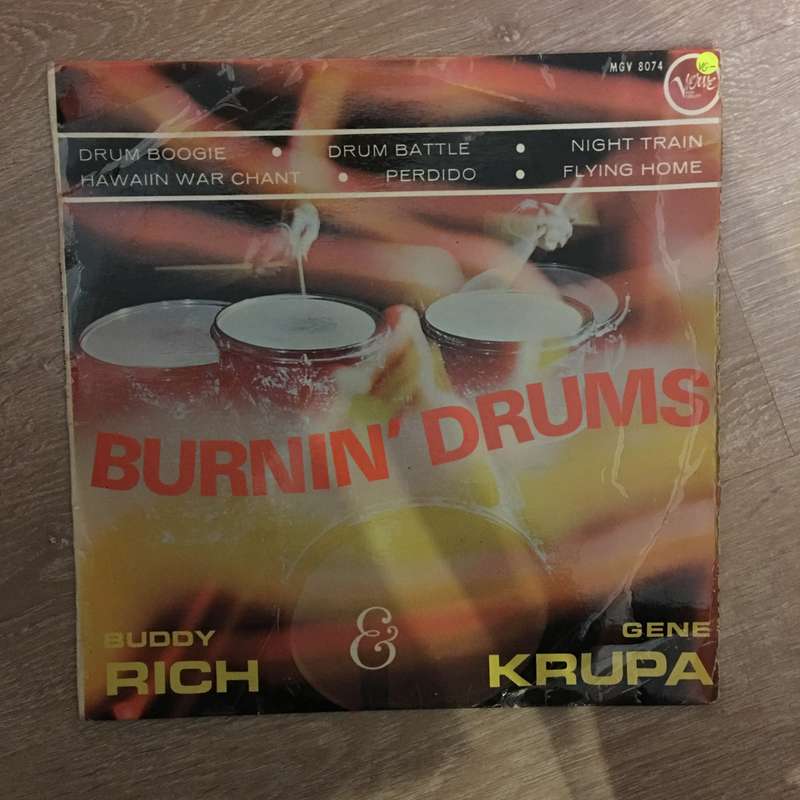 MGV 8074
Verve
DRUM BOOGIE • DRUM BATTLE • NIGHT TRAIN
HAWAIIN WAR CHANT • PERDIDO • FLYING HOME
BURNIN' DRUMS
BUDDY
RICH
&
GENE
KRUPA